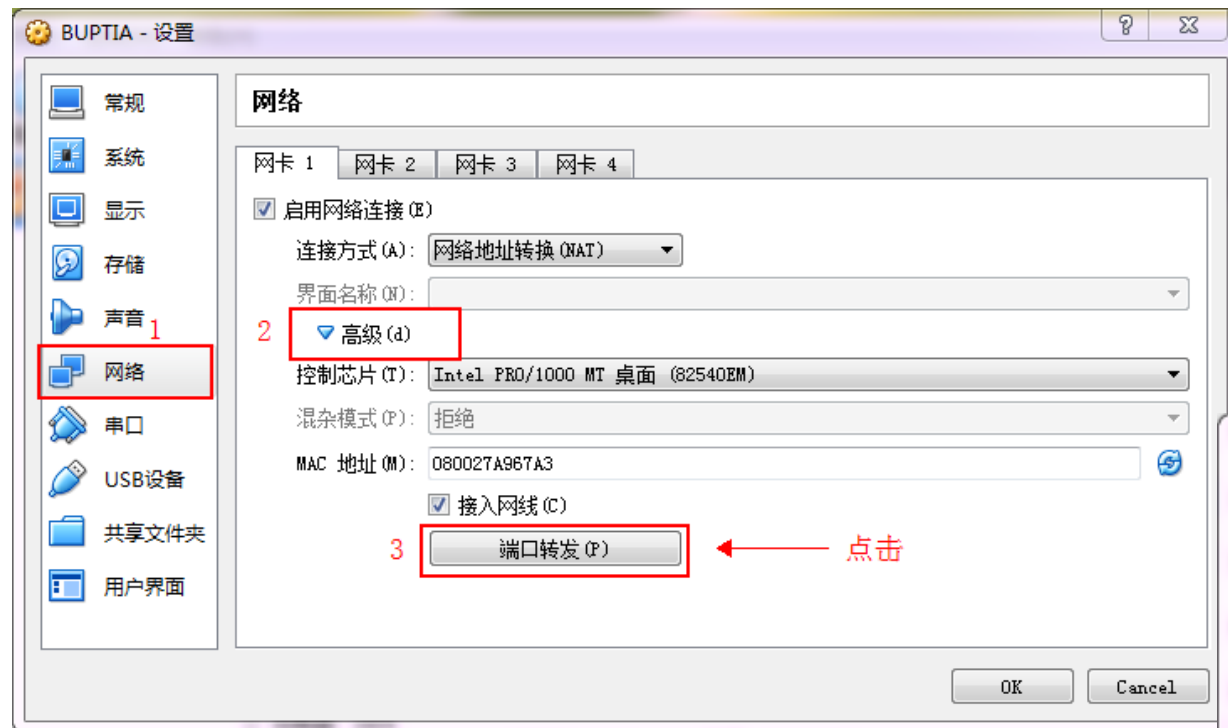 BUPTIA - 设置
常规
系统
显示
存储
声音
1
网络
串口
USB设备
共享文件夹
用户界面
网络
网卡 1
网卡 2
网卡 3
网卡 4
启用网络连接(E)
连接方式(A): 网络地址转换(NAT)
界面名称(N):
2 高级(d)
控制芯片(T): Intel PRO/1000 MT 桌面 (82540EM)
混杂模式(P): 拒绝
MAC 地址(M): 080027A967A3
接入网线(C)
3 端口转发(P) 点击
OK Cancel